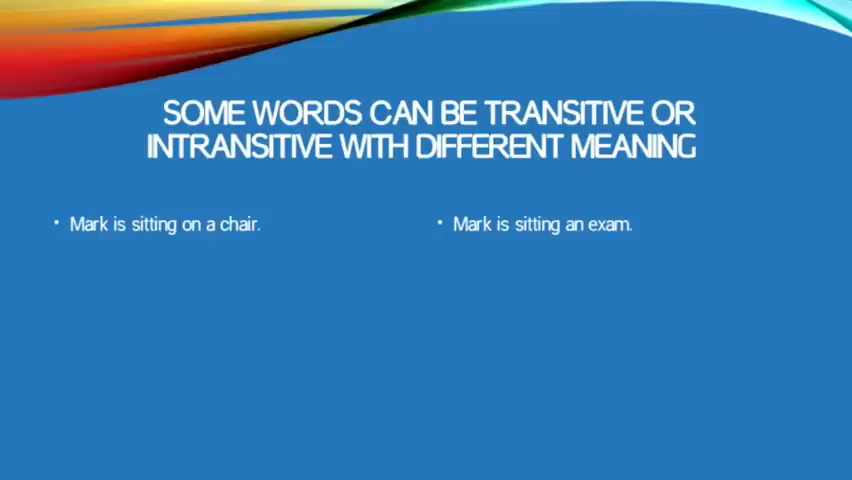 SOME WORDS CAN BE TRANSITIVE OR
INTRANSITIVE WITH DIFFERENT MEANING
• Mark is sitting on a chair.
• Mark is sitting an exam.